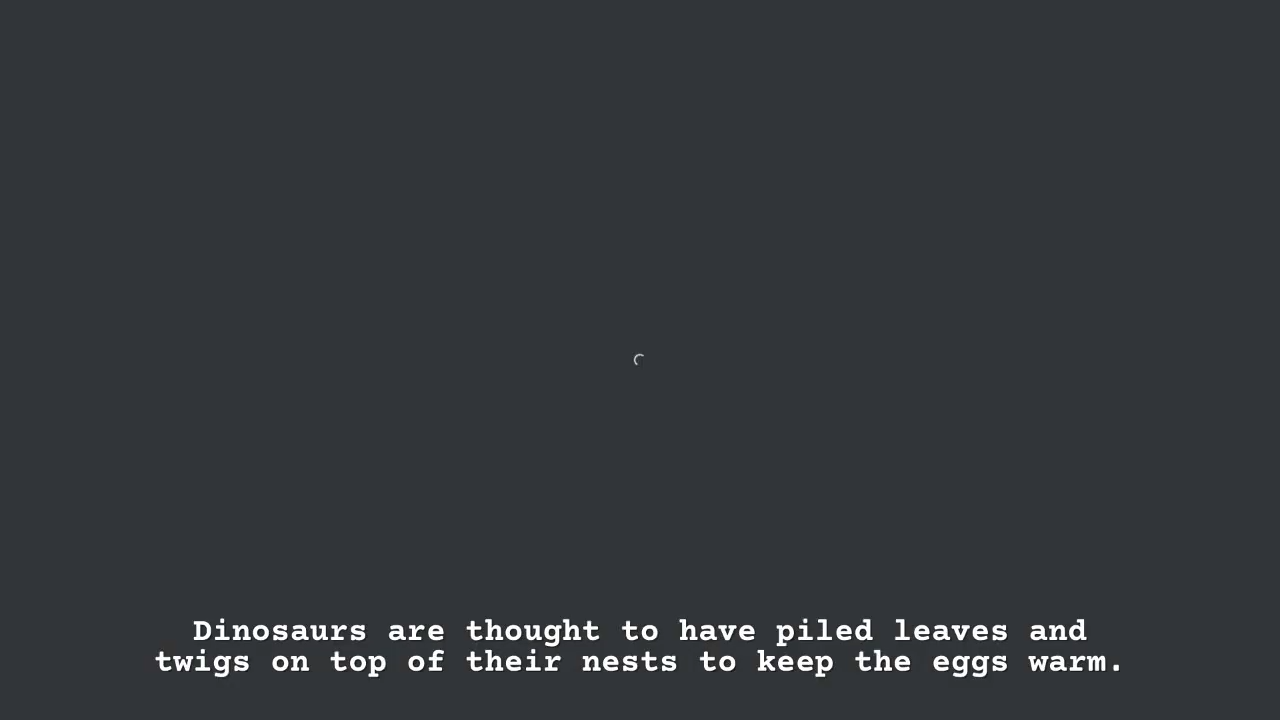 Dinosaurs are thought to have piled leaves and
twigs on top of their nests to keep the eggs warm.